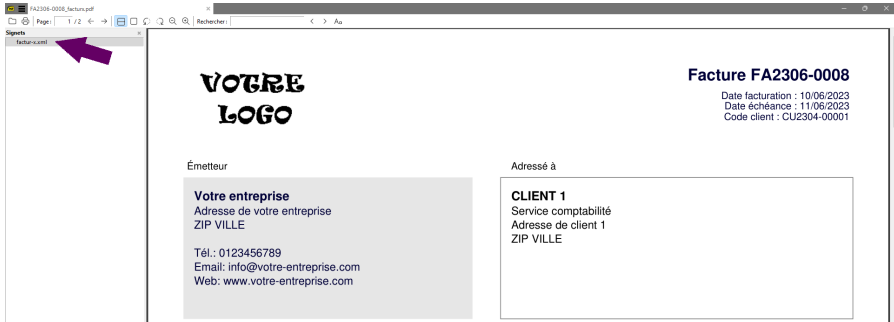 FA2306-0008_facture.pdf
Page: 1 / 2
Rechercher:
Aa
Signets
factur-x.xml
VOTRE
LOGO
Facture FA2306-0008
Date facturation : 10/06/2023
Date échéance : 11/06/2023
Code client : CU2304-00001
Émetteur
Adressé à
Votre entreprise
Adresse de votre entreprise
ZIP VILLE
Tél.: 0123456789
Email: info@votre-entreprise.com
Web: www.votre-entreprise.com
CLIENT 1
Service comptabilité
Adresse de client 1
ZIP VILLE